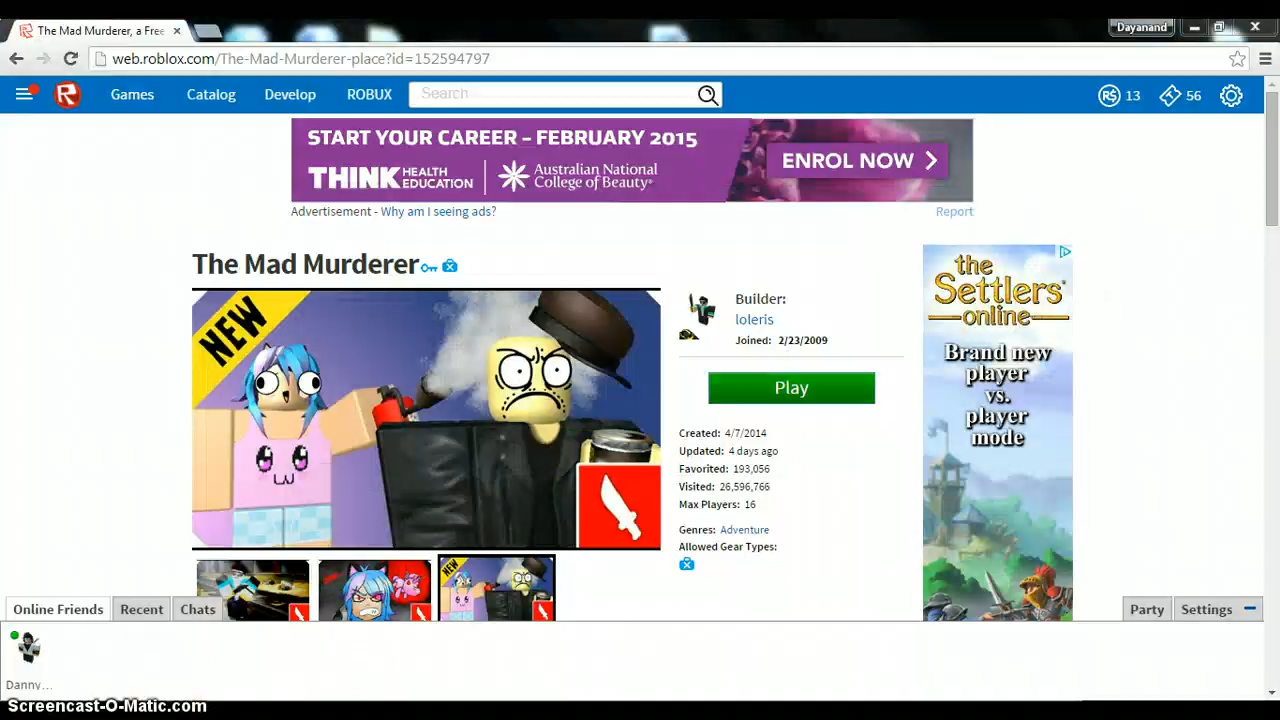 The Mad Murderer, a Free
Dayanand
web.roblox.com/The-Mad-Murderer-place?id=152594797
R Games Catalog Develop ROBUX Search R$ 13 56
START YOUR CAREER – FEBRUARY 2015
THINK HEALTH EDUCATION
Australian National College of Beauty
ENROL NOW
Advertisement - Why am I seeing ads?
Report
The Mad Murderer
NEW
Builder:
loleris
Joined: 2/23/2009
Play
Created: 4/7/2014
Updated: 4 days ago
Favorited: 193,056
Visited: 26,596,766
Max Players: 16
Genres: Adventure
Allowed Gear Types:
the
Settlers
online
Brand new
player
vs.
player
mode
NEW
Online Friends Recent Chats
Party Settings
Danny...
Screencast-O-Matic.com